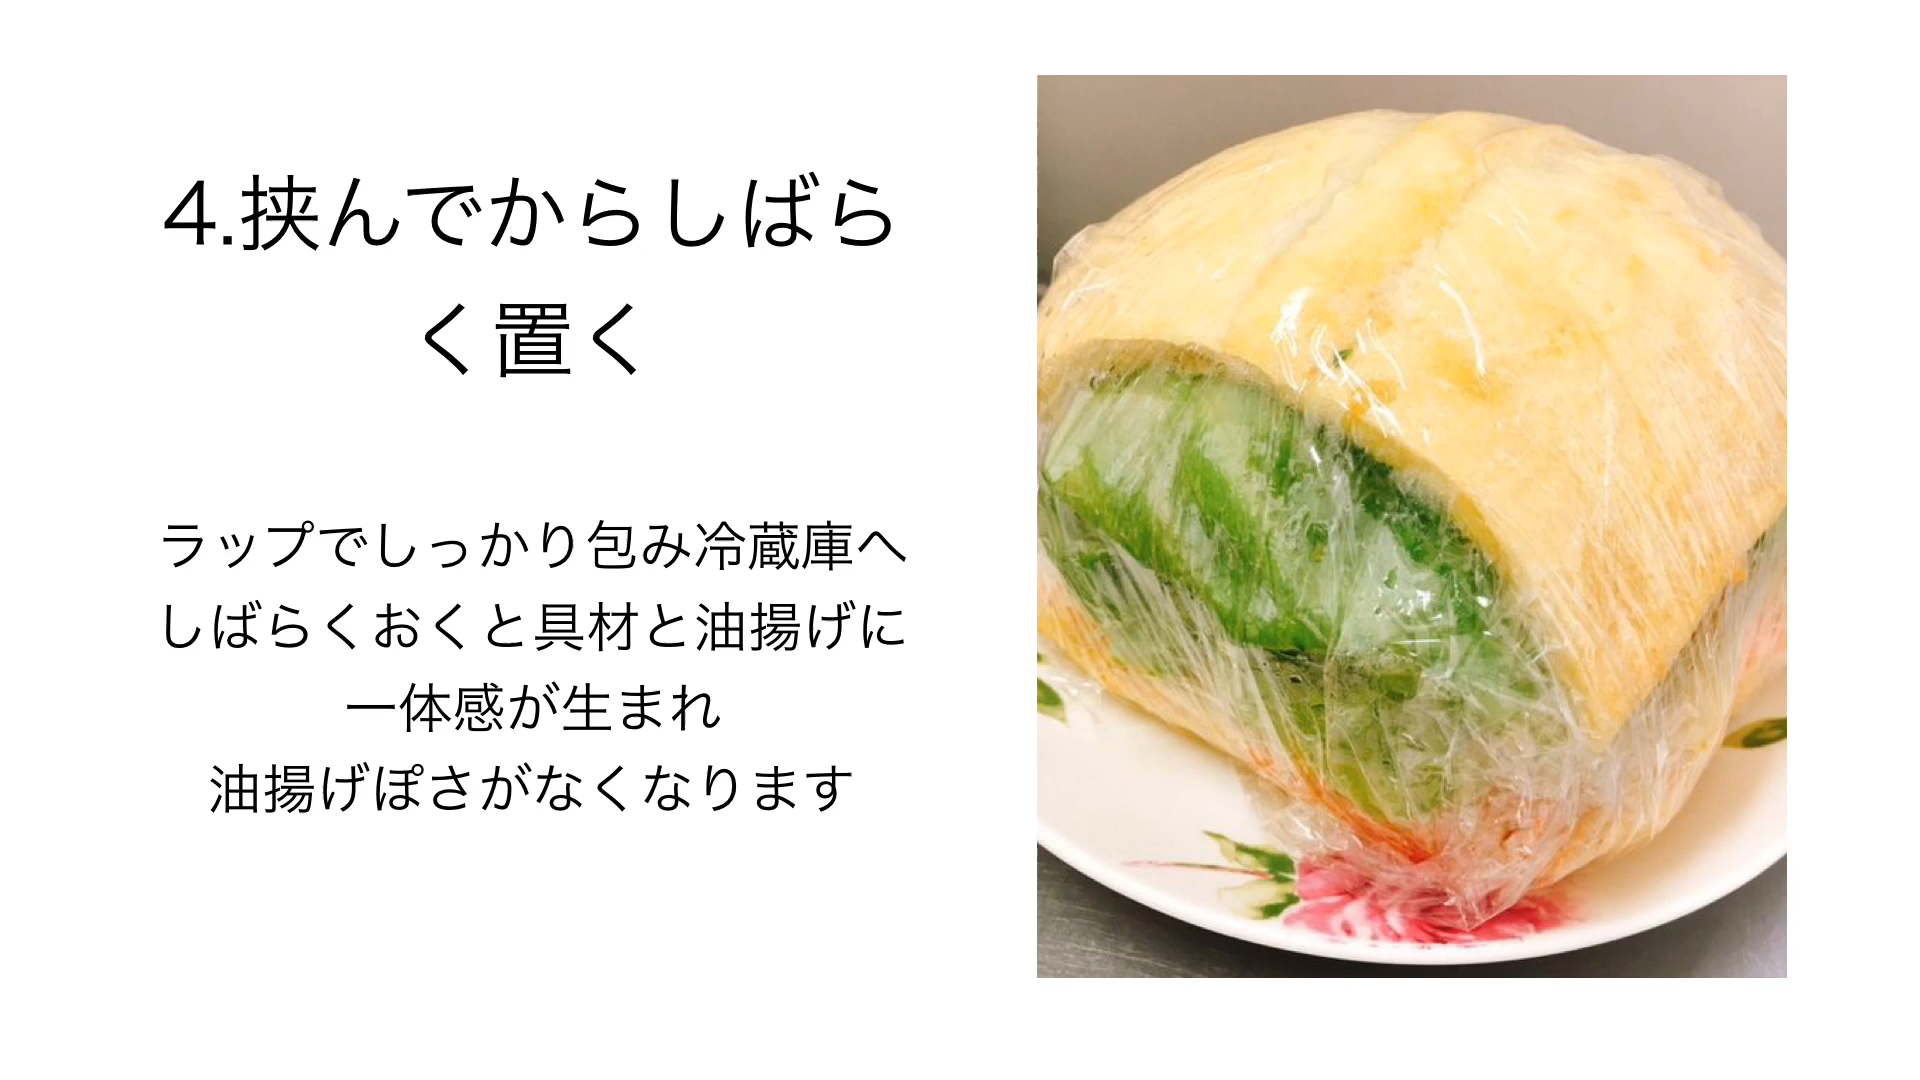 4.挟んでからしばら
く置く
ラップでしっかり包み冷蔵庫へ
しばらくおくと具材と油揚げに
一体感が生まれ
油揚げぽさがなくなります